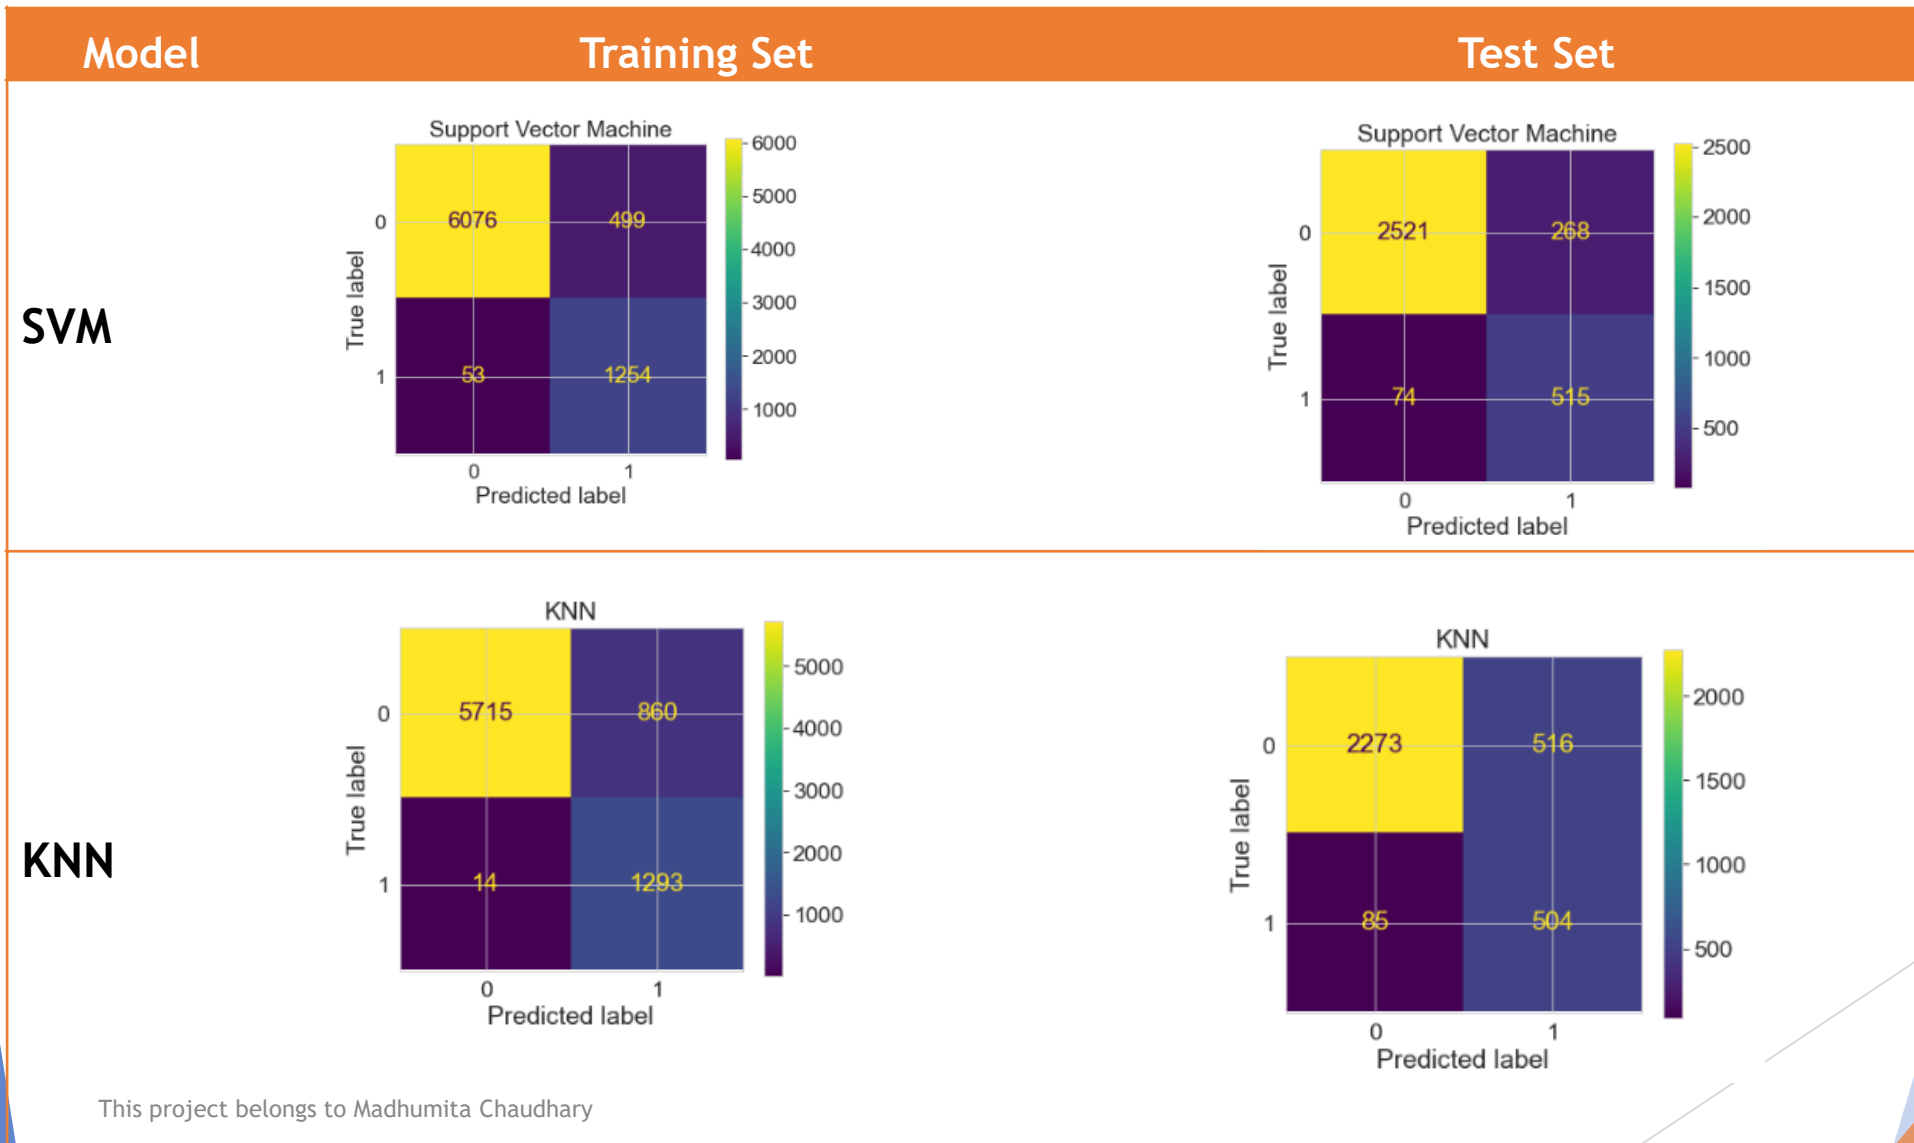 Model Training Set Test Set
SVM
Support Vector Machine
True label
0
1
6076 499
53 1254
0 1
Predicted label
6000
5000
4000
3000
2000
1000
Support Vector Machine
True label
0
1
2521 268
74 515
0 1
Predicted label
2500
2000
1500
1000
500
KNN
KNN
True label
0
1
5715 860
14 1293
0 1
Predicted label
5000
4000
3000
2000
1000
KNN
True label
0
1
2273 516
85 504
0 1
Predicted label
2000
1500
1000
500
This project belongs to Madhumita Chaudhary